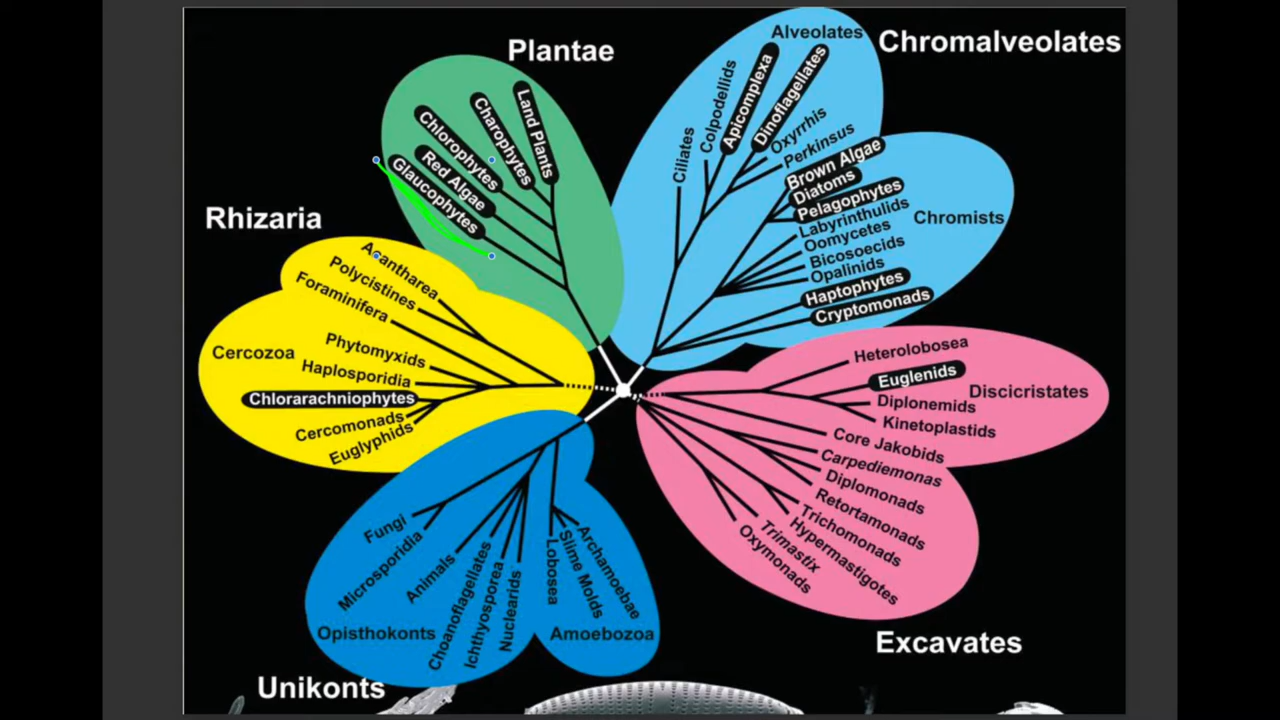 Plantae
Land Plants
Charophytes
Chlorophytes
Red Algae
Glaucophytes
Chromalveolates
Alveolates
Ciliates
Colpodellids
Apicomplexa
Dinoflagellates
Oxyrrhis
Perkinsus
Brown Algae
Diatoms
Pelagophytes
Labyrinthulids
Oomycetes
Bicosoecids
Opalinids
Haptophytes
Cryptomonads
Chromists
Rhizaria
Acantharea
Polycistines
Foraminifera
Cercozoa
Phytomyxids
Haplosporidia
Chlorarachniophytes
Cercomonads
Euglyphids
Heterolobosea
Euglenids
Discicristates
Diplonemids
Kinetoplastids
Core Jakobids
Carpediemonas
Diplomonads
Retortamonads
Trichomonads
Hypermastigotes
Trimastix
Oxymonads
Excavates
Fungi
Microsporidia
Animals
Choanoflagellates
Ichthyosporea
Nuclearids
Lobosea
Slime Molds
Archamoebae
Opisthokonts
Amoebozoa
Unikonts